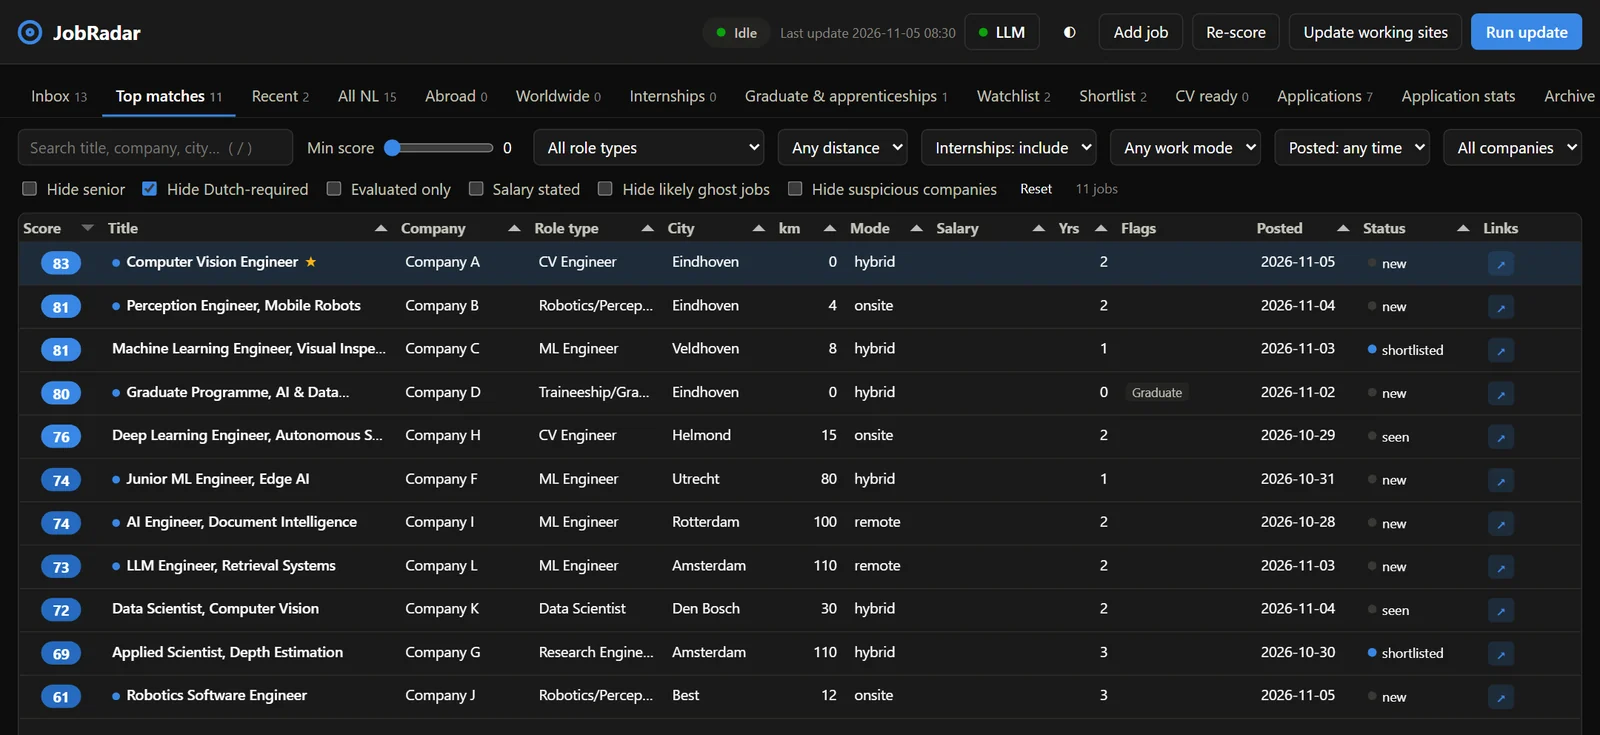 JobRadar Idle Last update 2026-11-05 08:30 LLM Add job Re-score Update working sites Run update
Inbox 13 Top matches 11 Recent 2 All NL 15 Abroad 0 Worldwide 0 Internships 0 Graduate & apprenticeships 1 Watchlist 2 Shortlist 2 CV ready 0 Applications 7 Application stats Archive
Search title, company, city... ( / ) Min score 0 All role types Any distance Internships: include Any work mode Posted: any time All companies
Hide senior Hide Dutch-required Evaluated only Salary stated Hide likely ghost jobs Hide suspicious companies Reset 11 jobs
Score Title Company Role type City km Mode Salary Yrs Flags Posted Status Links
83 Computer Vision Engineer ★ Company A CV Engineer Eindhoven 0 hybrid 2 2026-11-05 new ↗
81 Perception Engineer, Mobile Robots Company B Robotics/Percep... Eindhoven 4 onsite 2 2026-11-04 new ↗
81 Machine Learning Engineer, Visual Inspe... Company C ML Engineer Veldhoven 8 hybrid 1 2026-11-03 shortlisted ↗
80 Graduate Programme, AI & Data... Company D Traineeship/Gra... Eindhoven 0 hybrid 0 Graduate 2026-11-02 new ↗
76 Deep Learning Engineer, Autonomous S... Company H CV Engineer Helmond 15 onsite 2 2026-10-29 seen ↗
74 Junior ML Engineer, Edge AI Company F ML Engineer Utrecht 80 hybrid 1 2026-10-31 new ↗
74 AI Engineer, Document Intelligence Company I ML Engineer Rotterdam 100 remote 2 2026-10-28 new ↗
73 LLM Engineer, Retrieval Systems Company L ML Engineer Amsterdam 110 remote 2 2026-11-03 new ↗
72 Data Scientist, Computer Vision Company K Data Scientist Den Bosch 30 hybrid 2 2026-11-04 seen ↗
69 Applied Scientist, Depth Estimation Company G Research Engine... Amsterdam 110 hybrid 3 2026-10-30 shortlisted ↗
61 Robotics Software Engineer Company J Robotics/Percep... Best 12 onsite 3 2026-11-05 new ↗